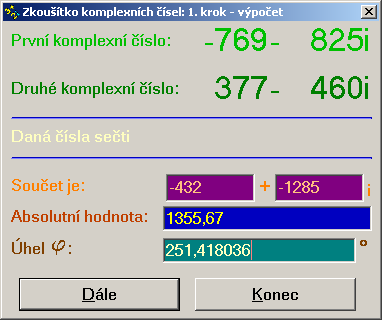 Zkoušítko komplexních čísel: 1. krok - výpočet
První komplexní číslo: -769- 825i
Druhé komplexní číslo: 377- 460i
Daná čísla sečti
Součet je: -432 + -1285 i
Absolutní hodnota: 1355,67
Úhel φ: 251,418036 °
Dále Konec